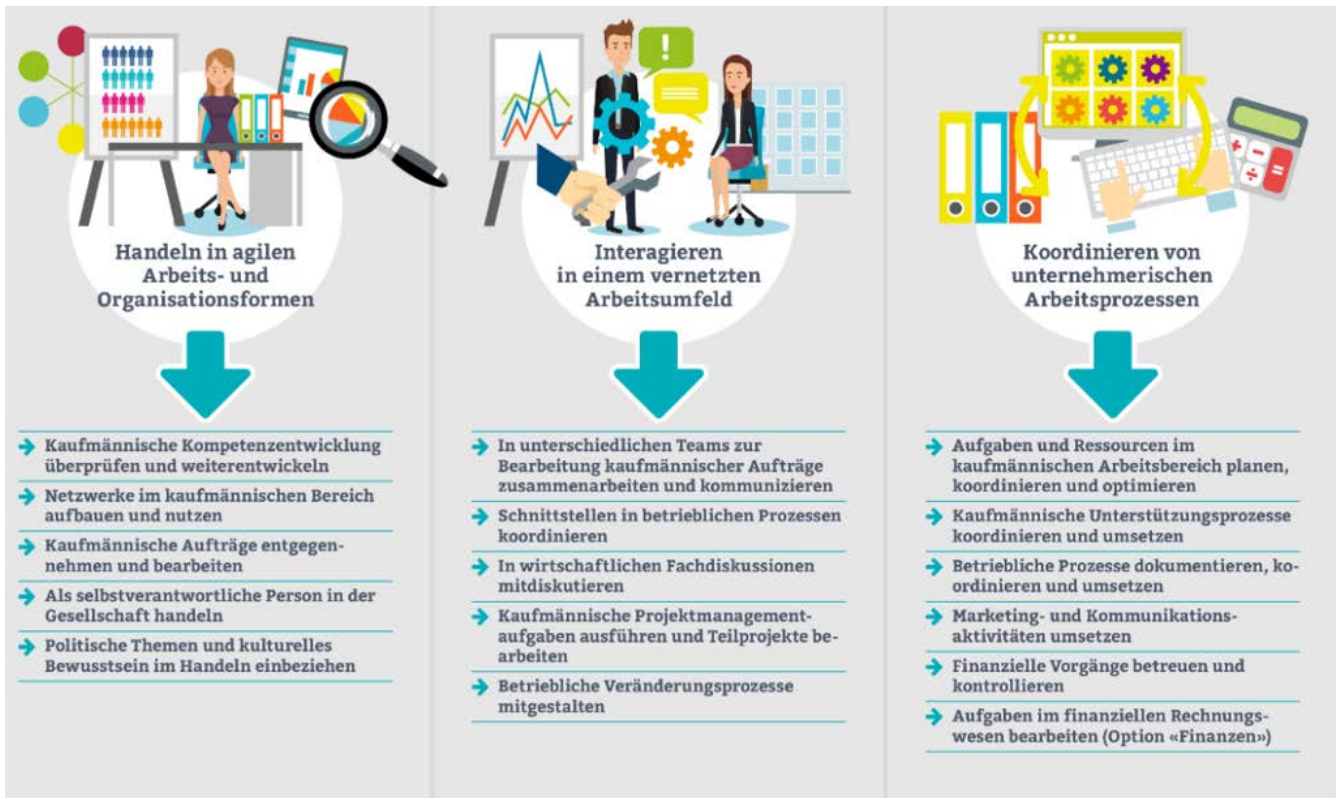 Handeln in agilen
Arbeits- und
Organisationsformen
Kaufmännische Kompetenzentwicklung
überprüfen und weiterentwickeln
Netzwerke im kaufmännischen Bereich
aufbauen und nutzen
Kaufmännische Aufträge entgegen-
nehmen und bearbeiten
Als selbstverantwortliche Person in der
Gesellschaft handeln
Politische Themen und kulturelles
Bewusstsein im Handeln einbeziehen
Interagieren
in einem vernetzten
Arbeitsumfeld
In unterschiedlichen Teams zur
Bearbeitung kaufmännischer Aufträge
zusammenarbeiten und kommunizieren
Schnittstellen in betrieblichen Prozessen
koordinieren
In wirtschaftlichen Fachdiskussionen
mitdiskutieren
Kaufmännische Projektmanagement-
aufgaben ausführen und Teilprojekte be-
arbeiten
Betriebliche Veränderungsprozesse
mitgestalten
Koordinieren von
unternehmerischen
Arbeitsprozessen
Aufgaben und Ressourcen im
kaufmännischen Arbeitsbereich planen,
koordinieren und optimieren
Kaufmännische Unterstützungsprozesse
koordinieren und umsetzen
Betriebliche Prozesse dokumentieren, ko-
ordinieren und umsetzen
Marketing- und Kommunikations-
aktivitäten umsetzen
Finanzielle Vorgänge betreuen und
kontrollieren
Aufgaben im finanziellen Rechnungs-
wesen bearbeiten (Option «Finanzen»)